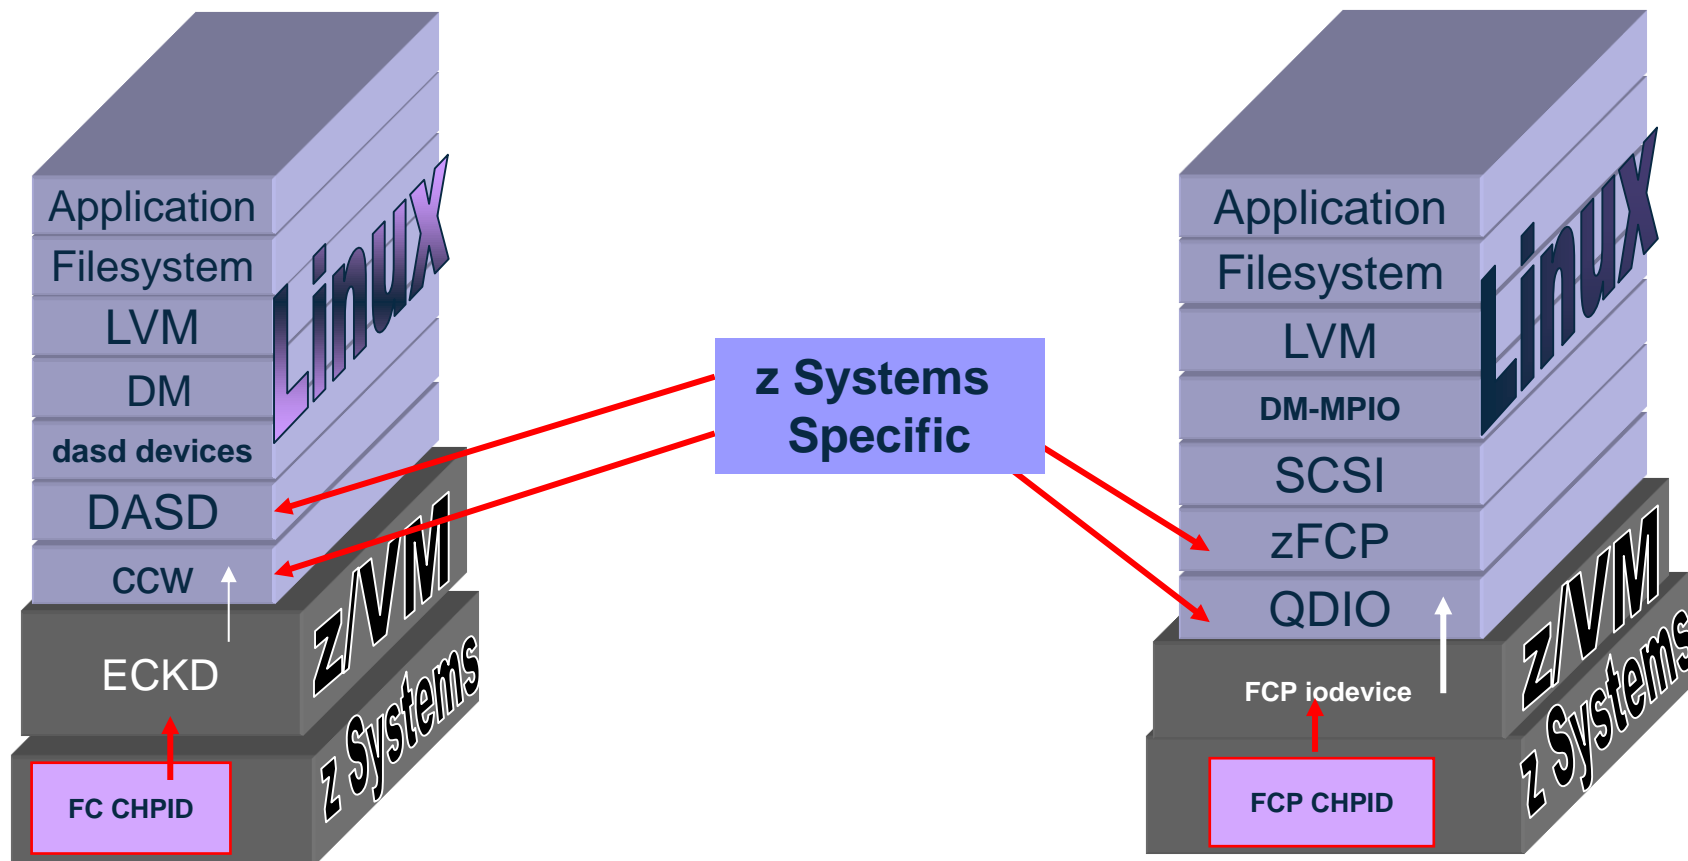 Application
Filesystem
LVM
DM
dasd devices
DASD
CCW
Linux
ECKD
z/VM
FC CHPID
z Systems
z Systems
Specific
Application
Filesystem
LVM
DM-MPIO
SCSI
zFCP
QDIO
Linux
FCP iodevice
z/VM
FCP CHPID
z Systems